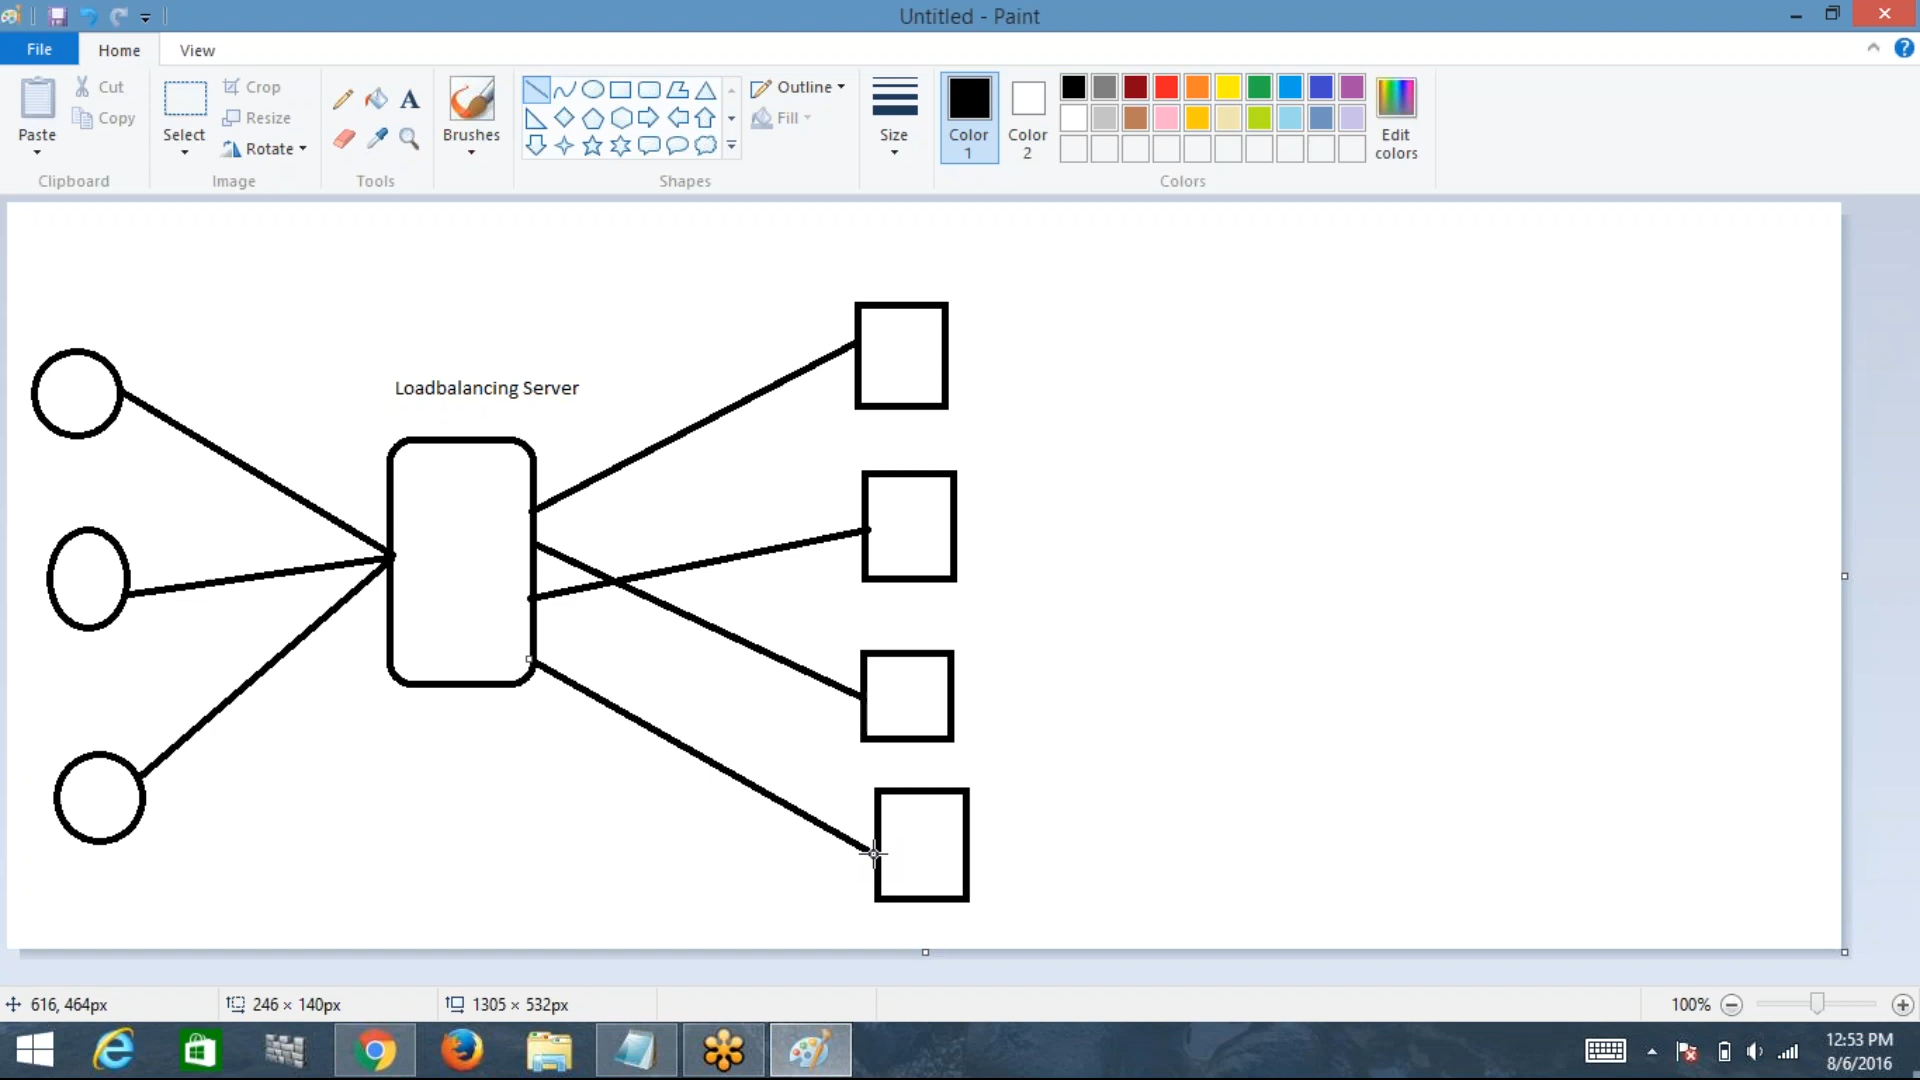 Untitled - Paint
File
Home
View
Paste
Cut
Copy
Clipboard
Select
Crop
Resize
Rotate
Image
A
Tools
Brushes
Outline
Fill
Shapes
Size
Color
1
Color
2
Edit
colors
Colors
Loadbalancing Server
616, 464px
246 × 140px
1305 × 532px
100%
12:53 PM
8/6/2016